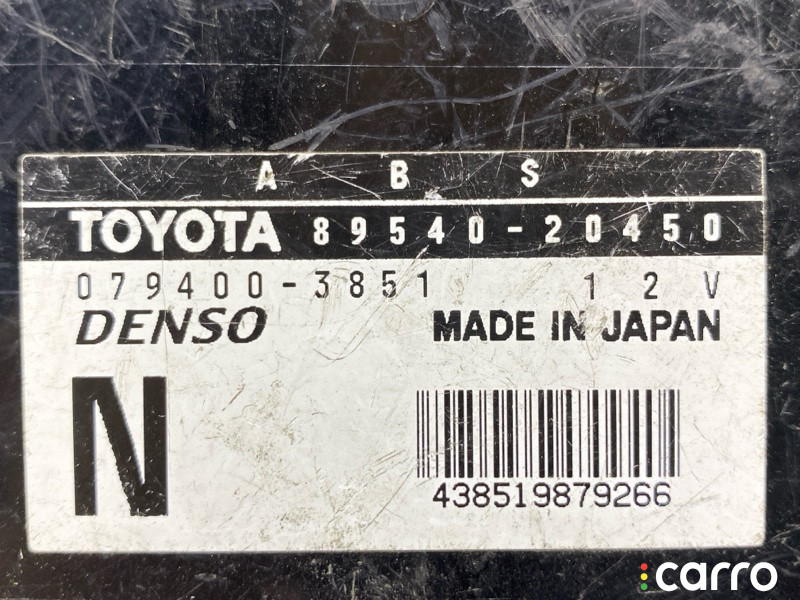 A B S
TOYOTA 89540-20450
079400-3851 12V
DENSO MADE IN JAPAN
N
438519879266
carro